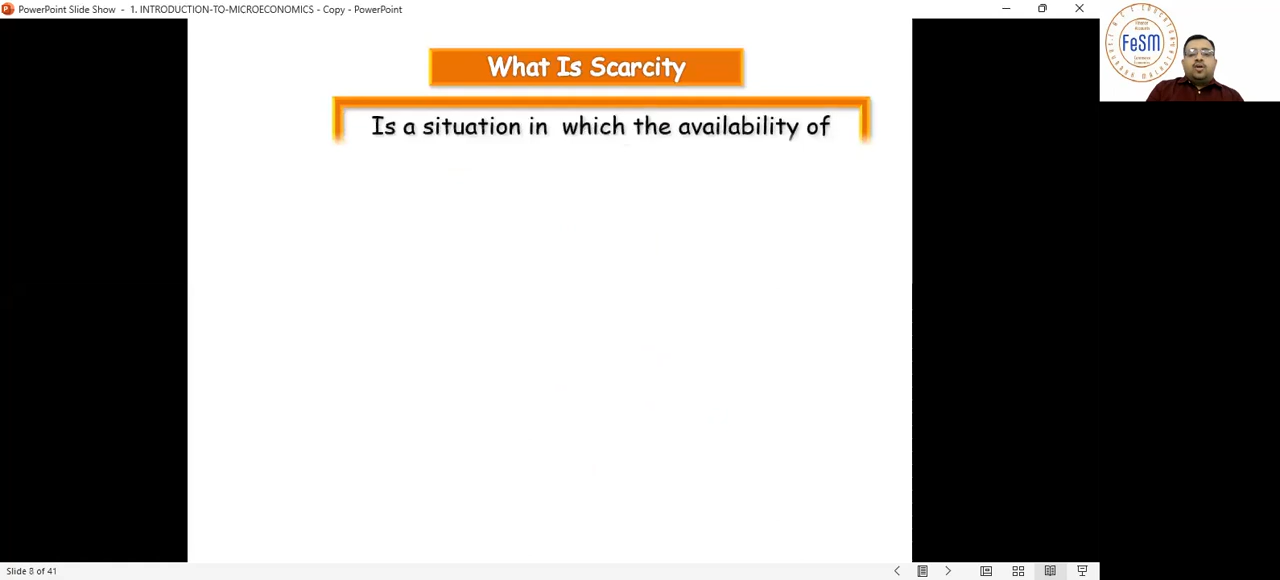 PowerPoint Slide Show - 1. INTRODUCTION-TO-MICROECONOMICS - Copy - PowerPoint
FeSM
What Is Scarcity
Is a situation in which the availability of
Slide 8 of 41